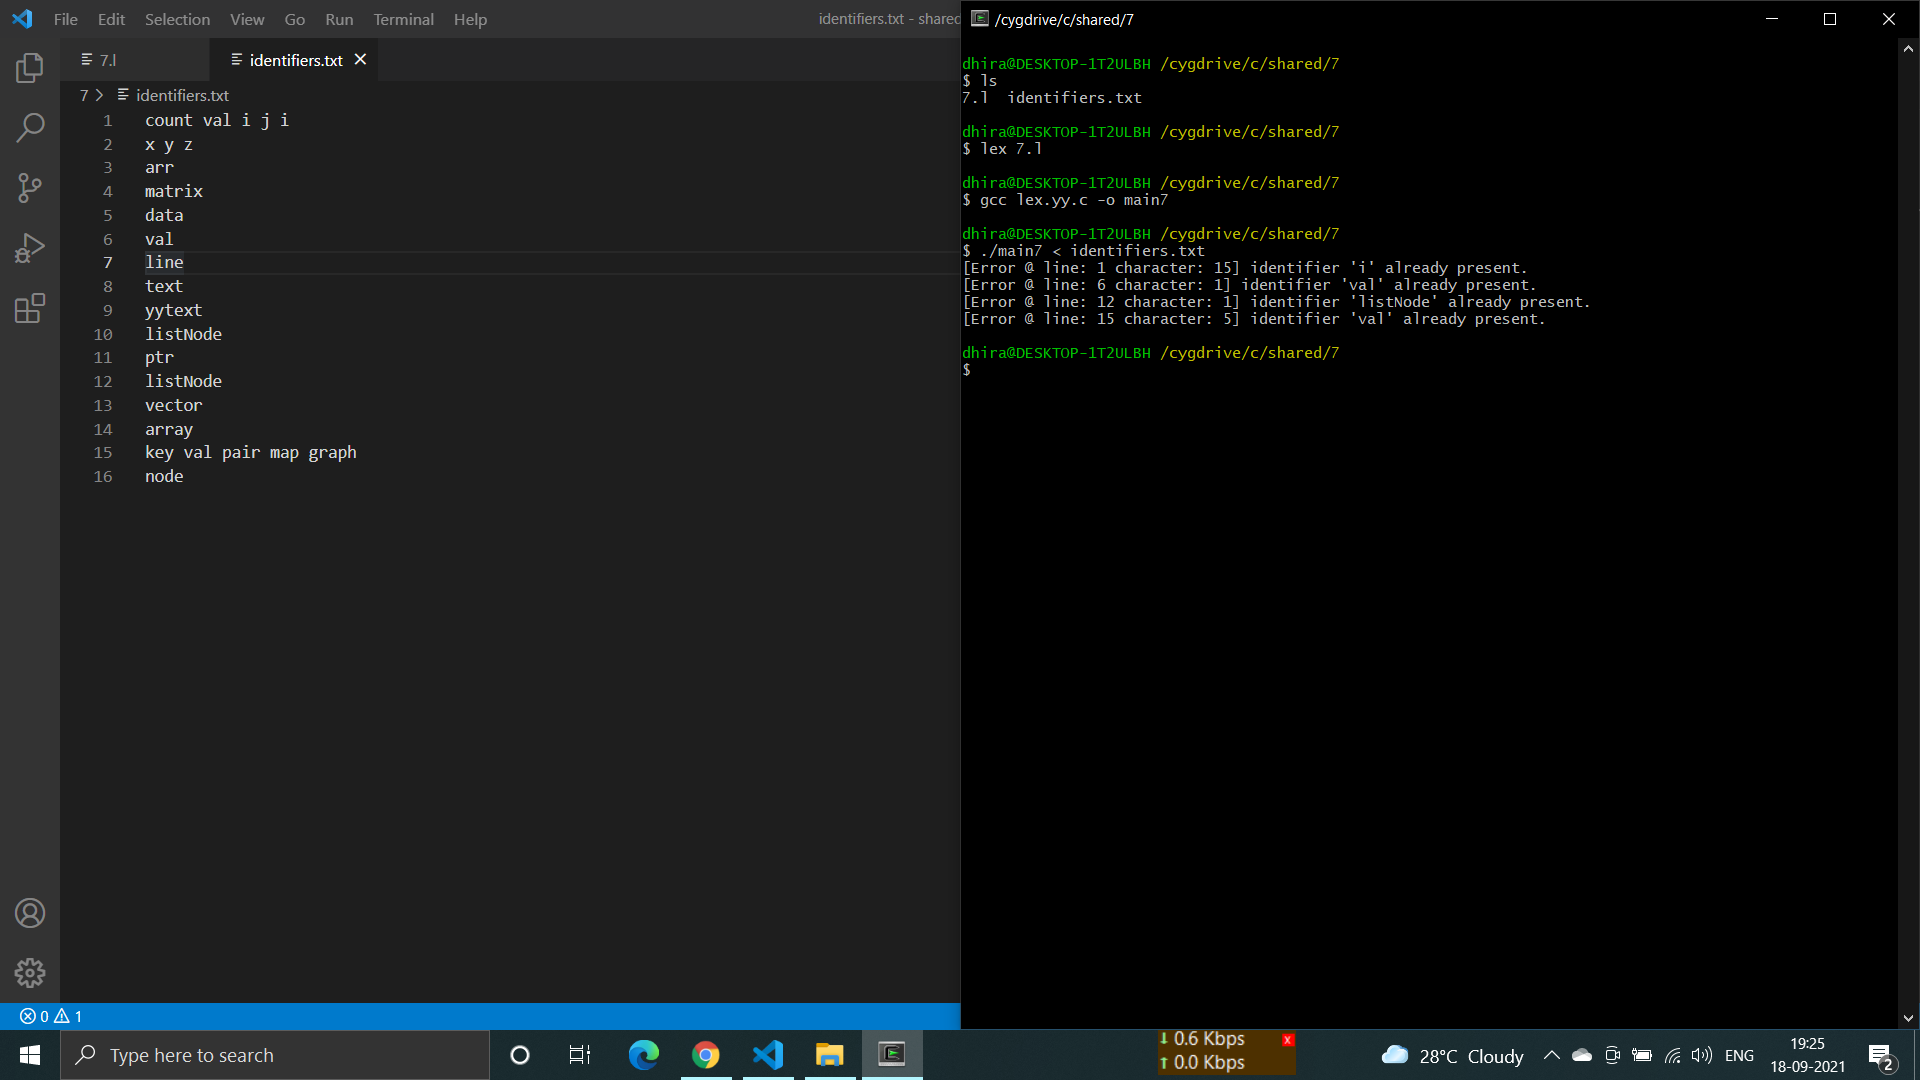 File Edit Selection View Go Run Terminal Help
identifiers.txt - shared
7.l
identifiers.txt
7 > identifiers.txt
1 count val i j i
2 x y z
3 arr
4 matrix
5 data
6 val
7 line
8 text
9 yytext
10 listNode
11 ptr
12 listNode
13 vector
14 array
15 key val pair map graph
16 node
0 1
/cygdrive/c/shared/7
dhira@DESKTOP-1T2ULBH /cygdrive/c/shared/7
$ ls
7.l  identifiers.txt
dhira@DESKTOP-1T2ULBH /cygdrive/c/shared/7
$ lex 7.l
dhira@DESKTOP-1T2ULBH /cygdrive/c/shared/7
$ gcc lex.yy.c -o main7
dhira@DESKTOP-1T2ULBH /cygdrive/c/shared/7
$ ./main7 < identifiers.txt
[Error @ line: 1 character: 15] identifier 'i' already present.
[Error @ line: 6 character: 1] identifier 'val' already present.
[Error @ line: 12 character: 1] identifier 'listNode' already present.
[Error @ line: 15 character: 5] identifier 'val' already present.
dhira@DESKTOP-1T2ULBH /cygdrive/c/shared/7
$
Type here to search
↓ 0.6 Kbps x
↑ 0.0 Kbps
28°C Cloudy
ENG
19:25
18-09-2021
2